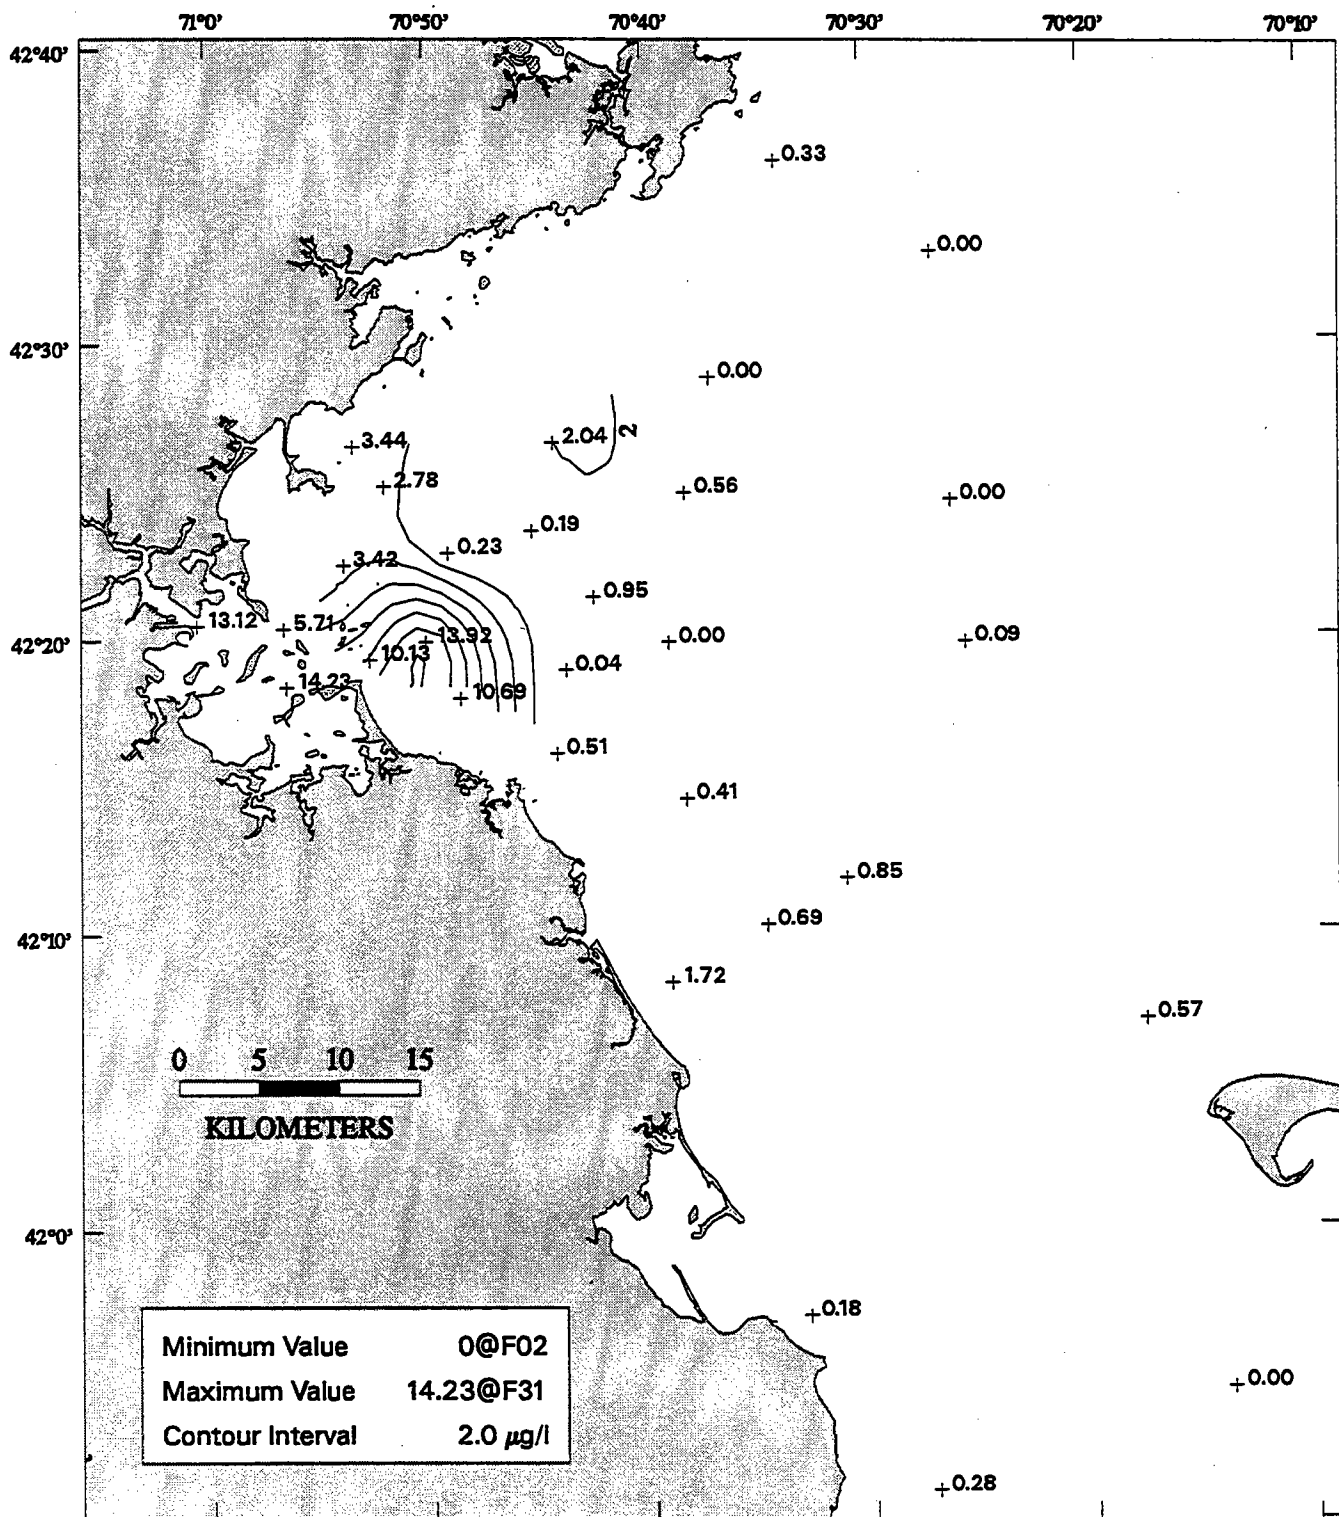 71°0' 70°50' 70°40' 70°30' 70°20' 70°10'
42°40'
+0.33
+0.00
42°30'
+0.00
+3.44 +2.04 2
+2.78 +0.56 +0.00
+0.19
+0.23
+3.42
+0.95
13.12 +5.71
42°20' +13.92 +0.00 +0.09
+10.13 +0.04
+14.23 +10.69
+0.51
+0.41
+0.85
+0.69
42°10'
+1.72
+0.57
0 5 10 15
KILOMETERS
42°0'
+0.18
Minimum Value 0@F02
+0.00
Maximum Value 14.23@F31
Contour Interval 2.0 µg/l
+0.28